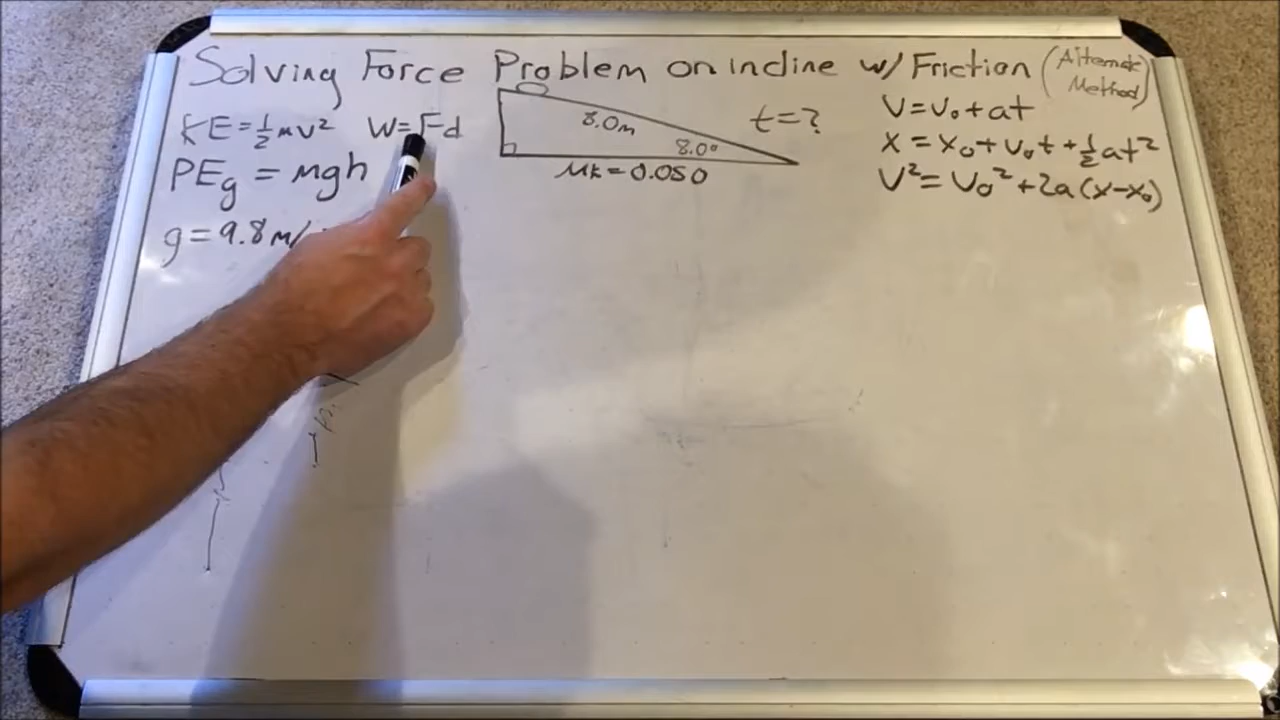 Solving Force Problem on incline w/ Friction (Alternate Method)
KE = ½mv² W = Fd
PEg = mgh
g = 9.8 m/
8.0m
8.0°
μk = 0.050
t = ?
v = v₀ + at
x = x₀ + v₀t + ½at²
v² = v₀² + 2a(x-x₀)